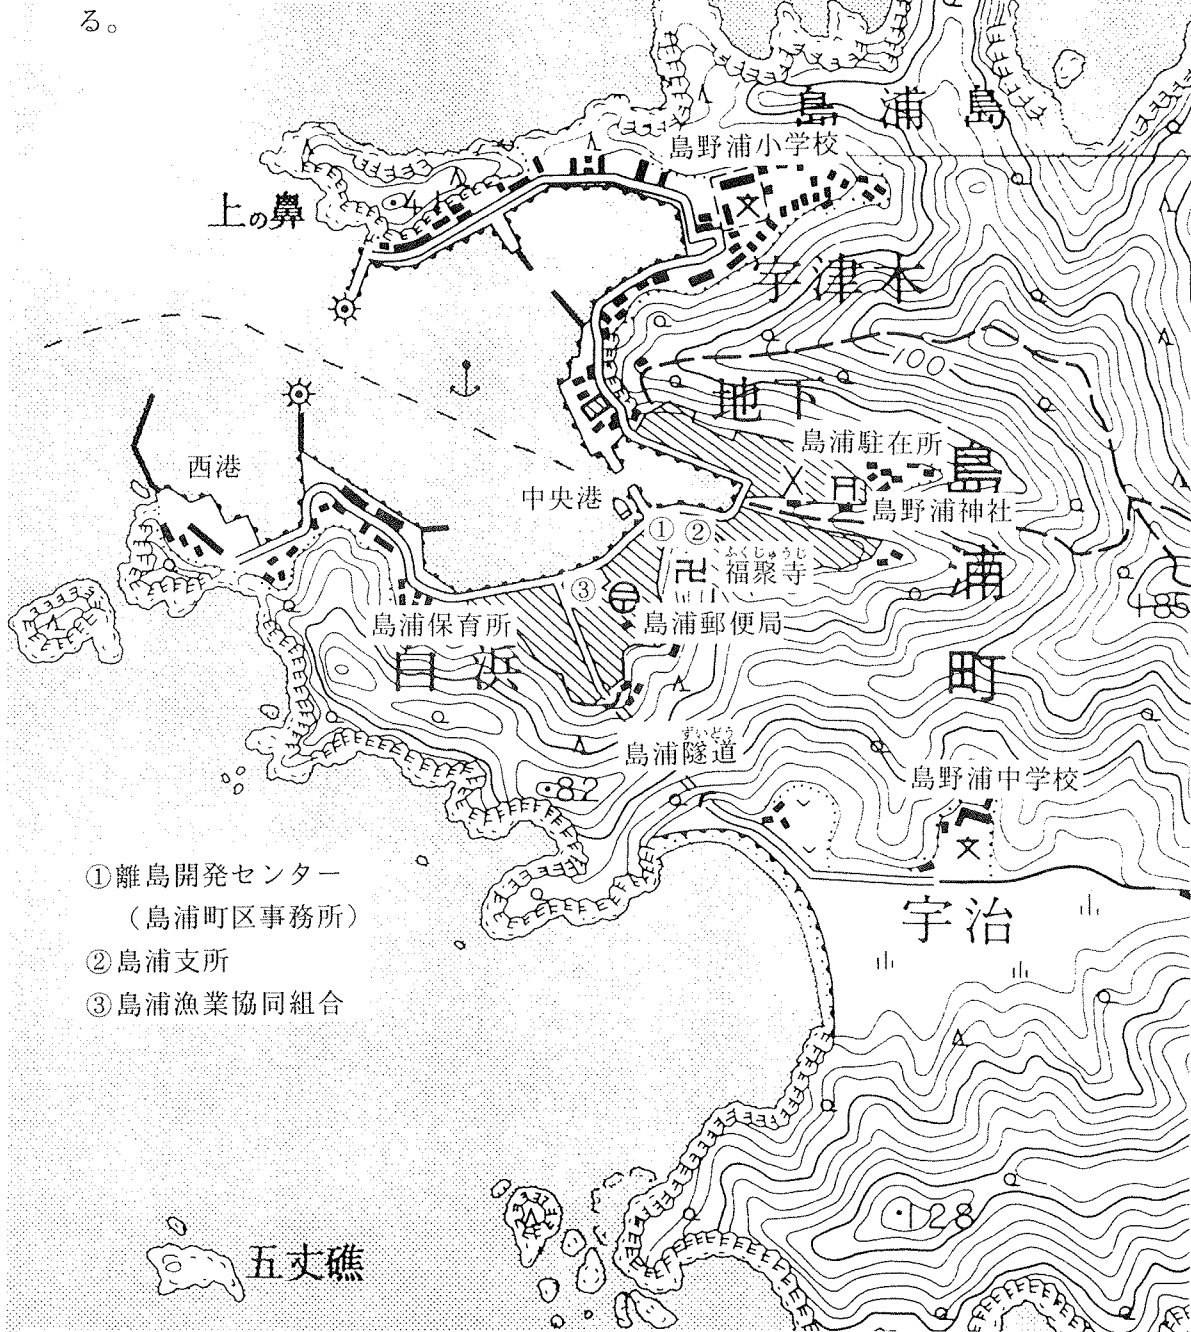 る。
島浦島
島野浦小学校
上の鼻
・41
宇津木
100
地下
島浦駐在所
西港
島
中央港
島野浦神社
① ②
ふくじゅうじ
福聚寺
浦
③
・185
島浦保育所
島浦郵便局
白浜
町
ずいどう
島浦隧道
・82
島野浦中学校
①離島開発センター
（島浦町区事務所）
②島浦支所
③島浦漁業協同組合
宇治
・128
五丈礁